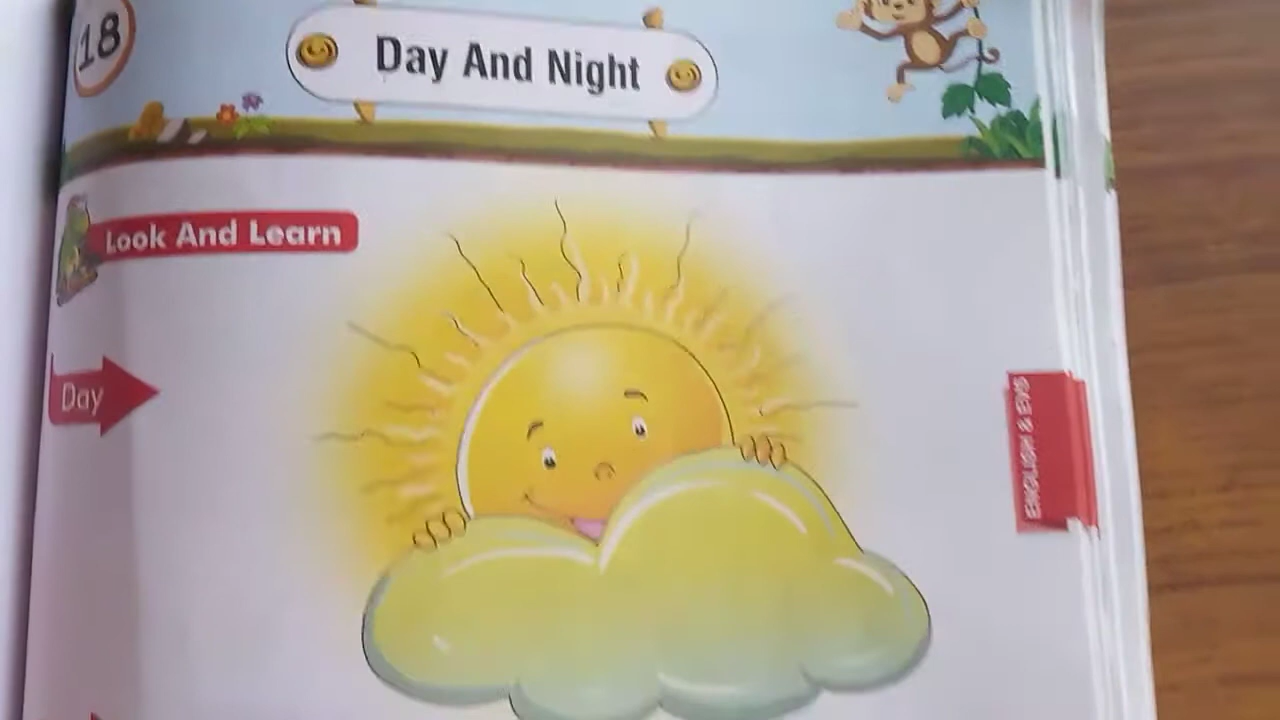 18
Day And Night
Look And Learn
Day
ENGLISH & EVS